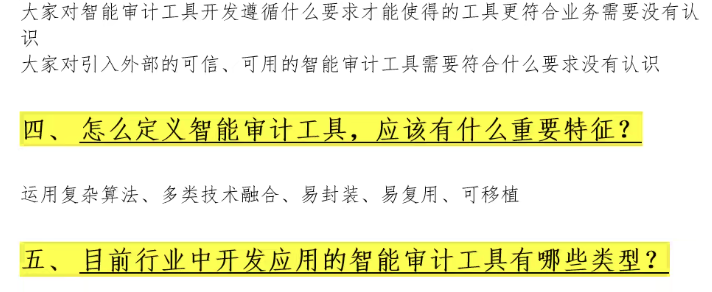 大家对智能审计工具开发遵循什么要求才能使得的工具更符合业务需要没有认
识
大家对引入外部的可信、可用的智能审计工具需要符合什么要求没有认识
四、怎么定义智能审计工具，应该有什么重要特征？
运用复杂算法、多类技术融合、易封装、易复用、可移植
五、目前行业中开发应用的智能审计工具有哪些类型？